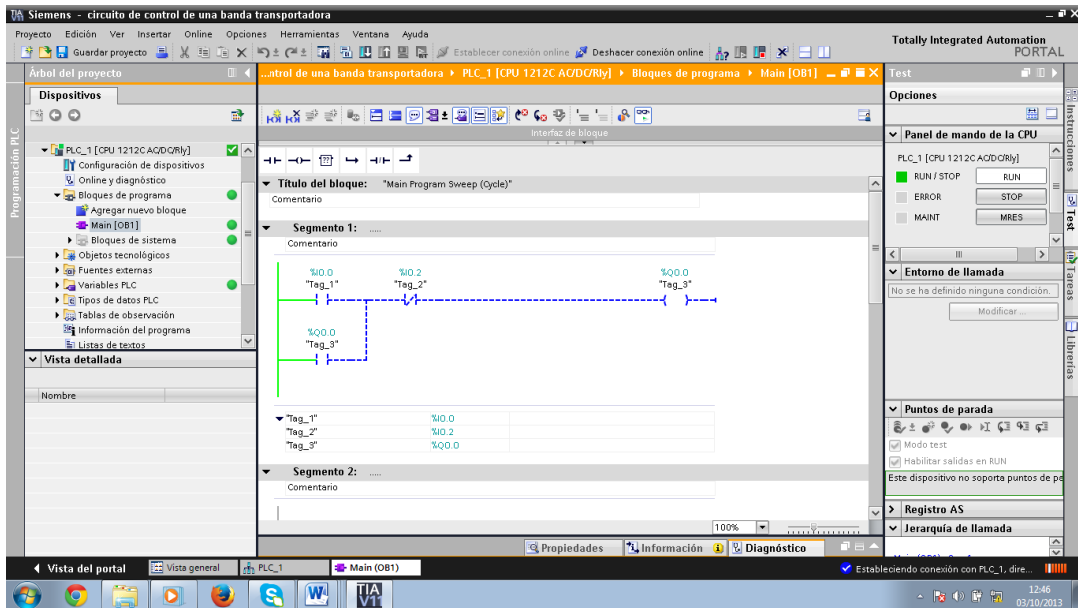 Siemens - circuito de control de una banda transportadora
Proyecto Edición Ver Insertar Online Opciones Herramientas Ventana Ayuda
Guardar proyecto
Establecer conexión online
Deshacer conexión online
Totally Integrated Automation
PORTAL
Árbol del proyecto
...ntrol de una banda transportadora PLC_1 [CPU 1212C AC/DC/Rly] Bloques de programa Main [OB1]
Test
Dispositivos
Opciones
Programación PLC
PLC_1 [CPU 1212C AC/DC/Rly]
Configuración de dispositivos
Online y diagnóstico
Bloques de programa
Agregar nuevo bloque
Main [OB1]
Bloques de sistema
Objetos tecnológicos
Fuentes externas
Variables PLC
Tipos de datos PLC
Tablas de observación
Información del programa
Listas de textos
Vista detallada
Nombre
Interfaz de bloque
??
Título del bloque: "Main Program Sweep (Cycle)"
Comentario
Segmento 1: .....
Comentario
%I0.0 %I0.2 %Q0.0
"Tag_1" "Tag_2" "Tag_3"
%Q0.0
"Tag_3"
"Tag_1" %I0.0
"Tag_2" %I0.2
"Tag_3" %Q0.0
Segmento 2: .....
Comentario
100%
Propiedades Información Diagnóstico
Panel de mando de la CPU
PLC_1 [CPU 1212C AC/DC/Rly]
RUN / STOP RUN
ERROR STOP
MAINT MRES
Entorno de llamada
No se ha definido ninguna condición.
Modificar ...
Puntos de parada
Modo test
Habilitar salidas en RUN
Este dispositivo no soporta puntos de pa
Registro AS
Jerarquía de llamada
Instrucciones
Test
Tareas
Librerías
Vista del portal
Vista general
PLC_1
Main (OB1)
Estableciendo conexión con PLC_1, dire...
TIA
V11
12:46
03/10/2013